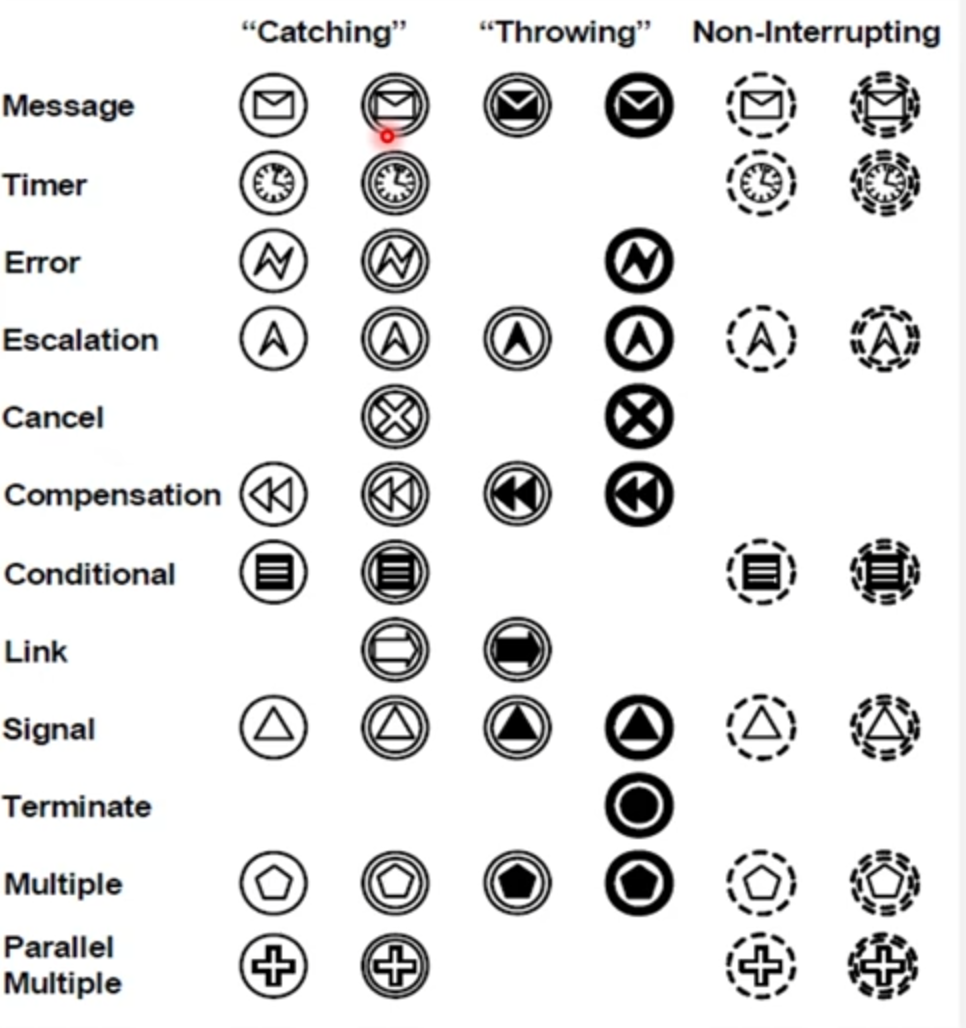 “Catching” “Throwing” Non-Interrupting
Message
Timer
Error
Escalation
Cancel
Compensation
Conditional
Link
Signal
Terminate
Multiple
Parallel
Multiple